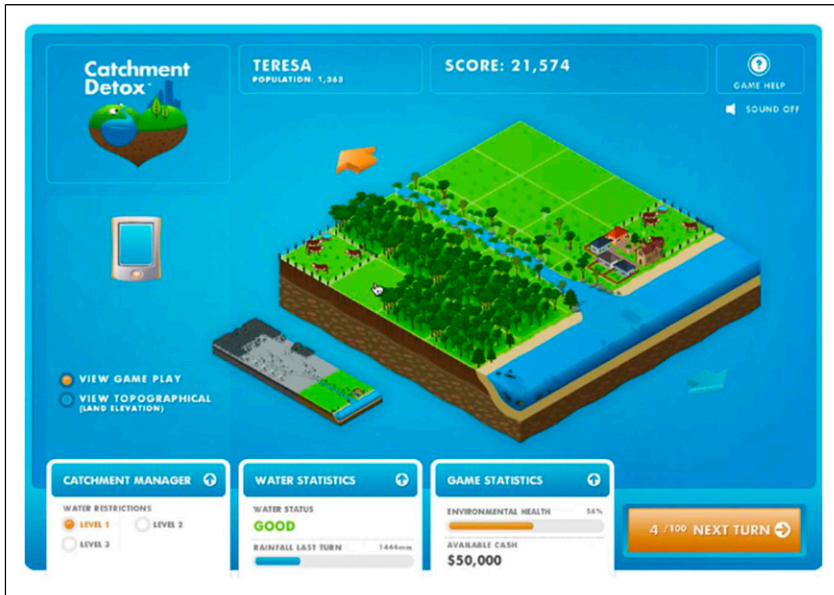 Catchment
Detox
TERESA
POPULATION: 1,363
SCORE: 21,574
GAME HELP
SOUND OFF
VIEW GAME PLAY
VIEW TOPOGRAPHICAL
(LAND ELEVATION)
CATCHMENT MANAGER
WATER RESTRICTIONS
LEVEL 1
LEVEL 2
LEVEL 3
WATER STATISTICS
WATER STATUS
GOOD
RAINFALL LAST TURN 1444mm
GAME STATISTICS
ENVIRONMENTAL HEALTH 56%
AVAILABLE CASH
$50,000
4 /100 NEXT TURN